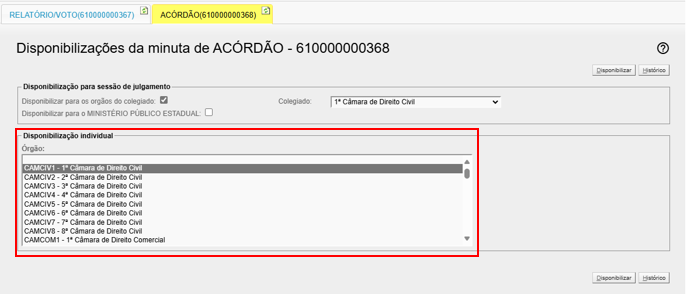 RELATÓRIO/VOTO(610000000367)
ACÓRDÃO(610000000368)
Disponibilizações da minuta de ACÓRDÃO - 610000000368
Disponibilizar
Histórico
Disponibilização para sessão de julgamento
Disponibilizar para os orgãos do colegiado:
Colegiado:
1ª Câmara de Direito Civil
Disponibilizar para o MINISTÉRIO PÚBLICO ESTADUAL:
Disponibilização individual
Órgão:
CAMCIV1 - 1ª Câmara de Direito Civil
CAMCIV2 - 2ª Câmara de Direito Civil
CAMCIV3 - 3ª Câmara de Direito Civil
CAMCIV4 - 4ª Câmara de Direito Civil
CAMCIV5 - 5ª Câmara de Direito Civil
CAMCIV6 - 6ª Câmara de Direito Civil
CAMCIV7 - 7ª Câmara de Direito Civil
CAMCIV8 - 8ª Câmara de Direito Civil
CAMCOM1 - 1ª Câmara de Direito Comercial
Disponibilizar
Histórico